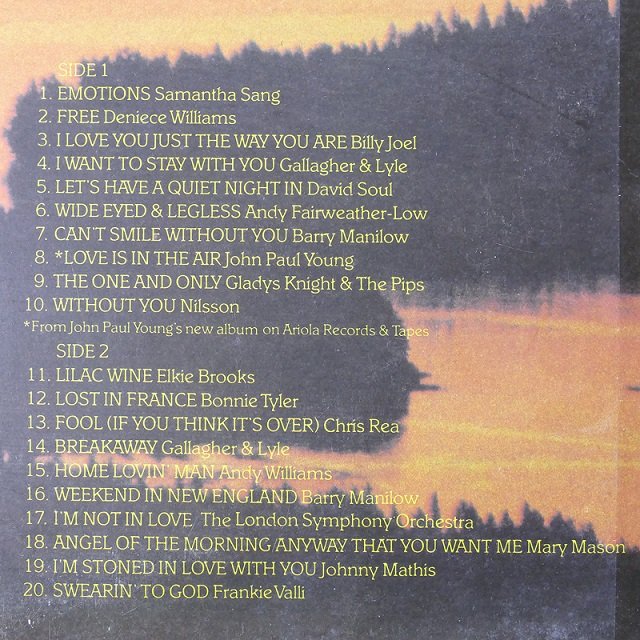 SIDE 1
1. EMOTIONS Samantha Sang
2. FREE Deniece Williams
3. I LOVE YOU JUST THE WAY YOU ARE Billy Joel
4. I WANT TO STAY WITH YOU Gallagher & Lyle
5. LET'S HAVE A QUIET NIGHT IN David Soul
6. WIDE EYED & LEGLESS Andy Fairweather-Low
7. CAN'T SMILE WITHOUT YOU Barry Manilow
8. *LOVE IS IN THE AIR John Paul Young
9. THE ONE AND ONLY Gladys Knight & The Pips
10. WITHOUT YOU Nilsson
*From John Paul Young's new album on Ariola Records & Tapes
SIDE 2
11. LILAC WINE Elkie Brooks
12. LOST IN FRANCE Bonnie Tyler
13. FOOL (IF YOU THINK IT'S OVER) Chris Rea
14. BREAKAWAY Gallagher & Lyle
15. HOME LOVIN' MAN Andy Williams
16. WEEKEND IN NEW ENGLAND Barry Manilow
17. I'M NOT IN LOVE The London Symphony Orchestra
18. ANGEL OF THE MORNING ANYWAY THAT YOU WANT ME Mary Mason
19. I'M STONED IN LOVE WITH YOU Johnny Mathis
20. SWEARIN' TO GOD Frankie Valli